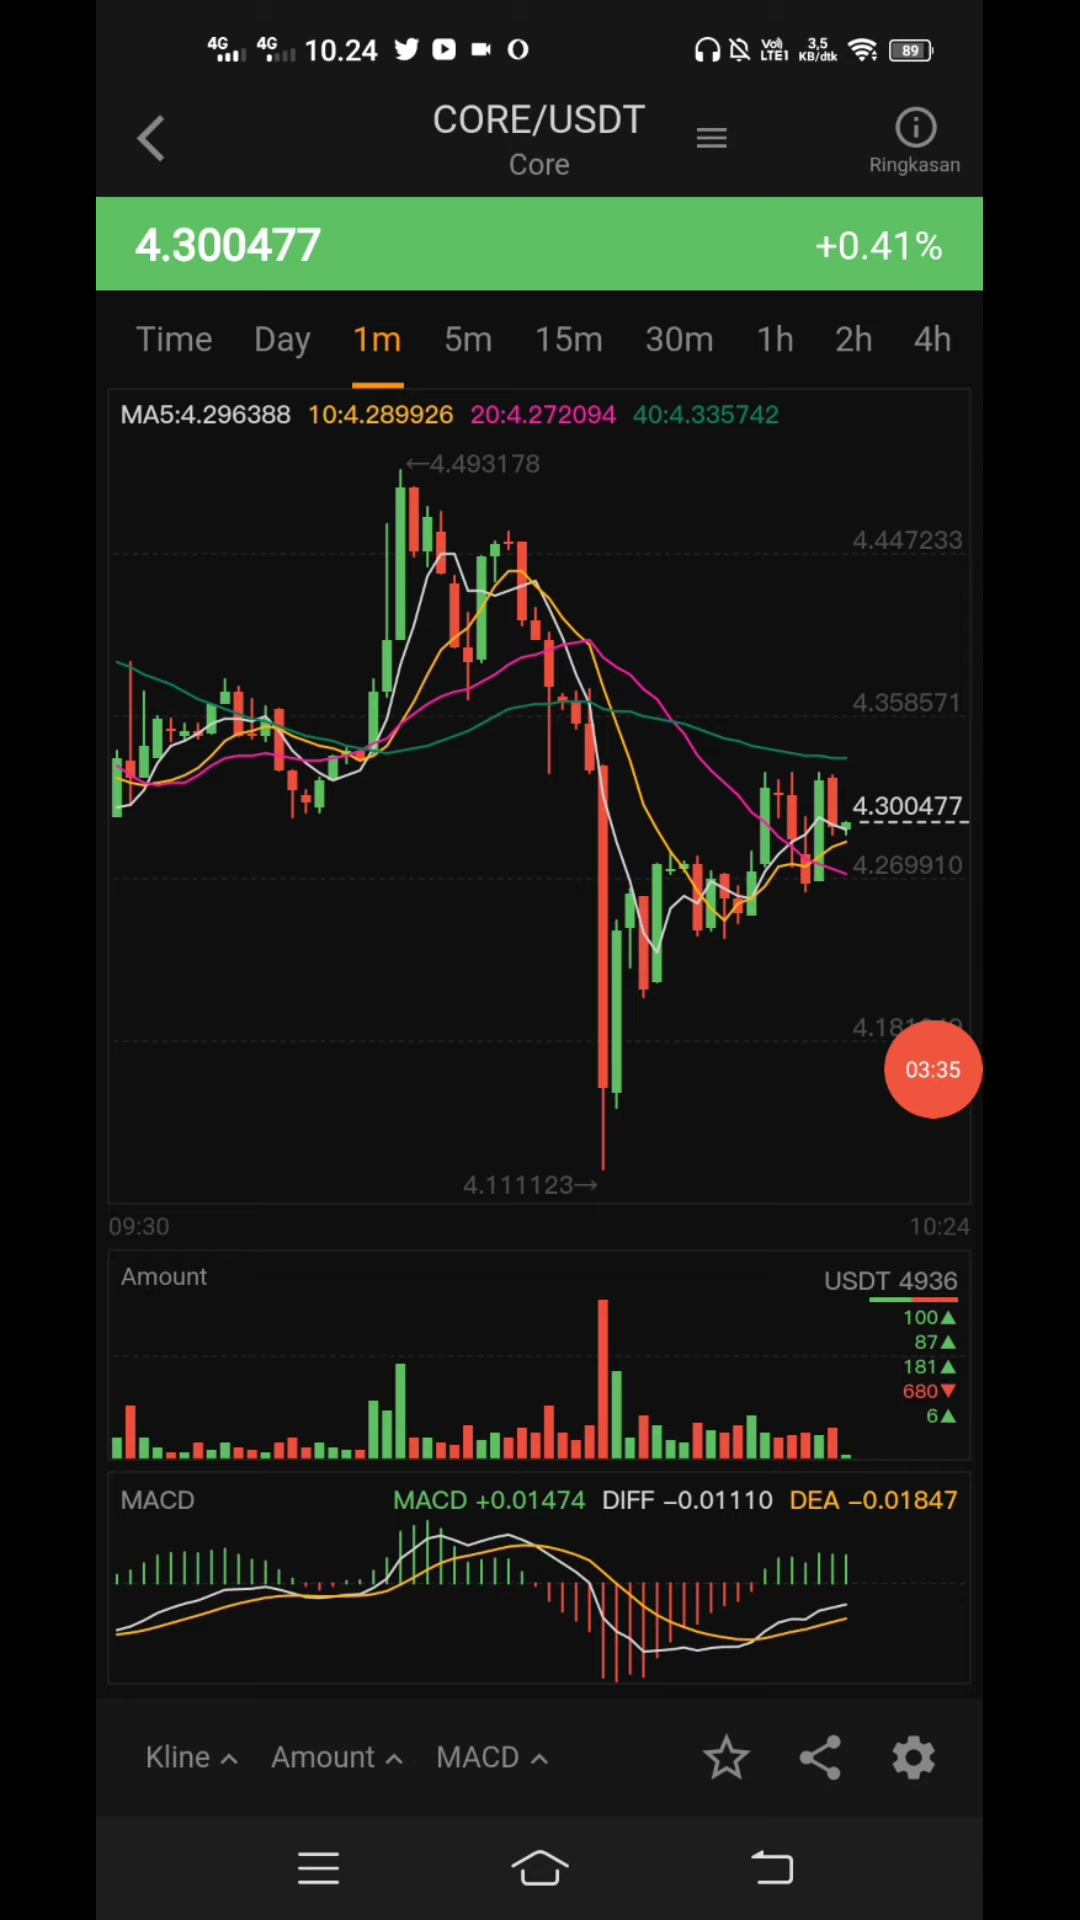 4G 4G 10.24 Vo) LTE1 3,5 KB/dtk 89
CORE/USDT
Core
Ringkasan
4.300477 +0.41%
Time Day 1m 5m 15m 30m 1h 2h 4h
MA5:4.296388 10:4.289926 20:4.272094 40:4.335742
←4.493178
4.447233
4.358571
4.300477
4.269910
03:35
4.111123→
09:30 10:24
Amount USDT 4936
100▲
87▲
181▲
680▼
6▲
MACD MACD +0.01474 DIFF −0.01110 DEA −0.01847
Kline Amount MACD